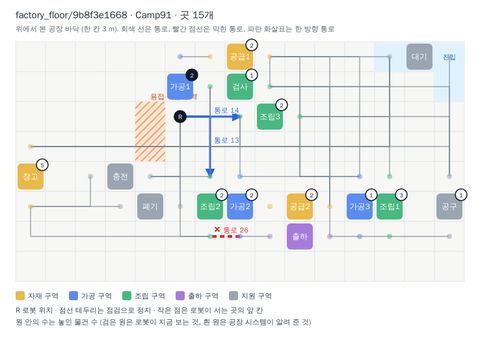 factory_floor/9b8f3e1668 · Camp91 · 곳 15개
위에서 본 공장 바닥 (한 칸 3 m). 회색 선은 통로, 빨간 점선은 막힌 통로, 파란 화살표는 한 방향 통로
공급1 2
대기
진입
가공1 2
검사 1
용접
역
R
통로 14
조립3 2
통로 13
창고 5
충전
폐기
조립2 2
가공2 2
공급2 2
가공3 1
조립1 3
공구 1
✕ 통로 26
출하
자재 구역
가공 구역
조립 구역
출하 구역
지원 구역
R 로봇 위치 · 점선 테두리는 점검으로 정지 · 작은 점은 로봇이 서는 곳의 앞 칸
원 안의 수는 놓인 물건 수 (검은 원은 로봇이 지금 보는 것, 흰 원은 공장 시스템이 알려 준 것)